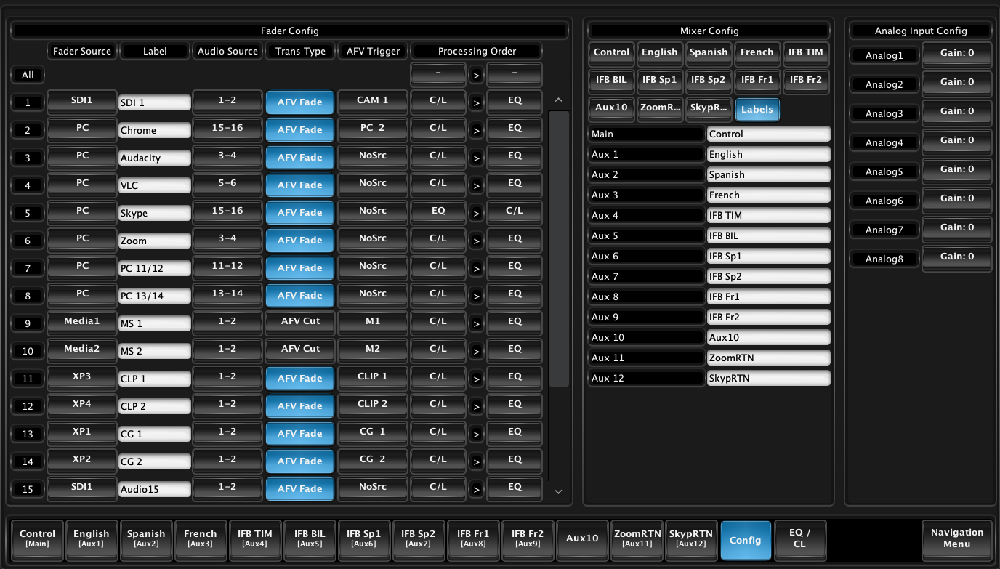 Fader Config
Fader Source Label Audio Source Trans Type AFV Trigger Processing Order
All – > –
1 SDI1 SDI 1 1-2 AFV Fade CAM 1 C/L > EQ
2 PC Chrome 15-16 AFV Fade PC 2 C/L > EQ
3 PC Audacity 3-4 AFV Fade NoSrc C/L > EQ
4 PC VLC 5-6 AFV Fade NoSrc C/L > EQ
5 PC Skype 15-16 AFV Fade NoSrc EQ > C/L
6 PC Zoom 3-4 AFV Fade NoSrc C/L > EQ
7 PC PC 11/12 11-12 AFV Fade NoSrc C/L > EQ
8 PC PC 13/14 13-14 AFV Fade NoSrc C/L > EQ
9 Media1 MS 1 1-2 AFV Cut M1 C/L > EQ
10 Media2 MS 2 1-2 AFV Cut M2 C/L > EQ
11 XP3 CLP 1 1-2 AFV Fade CLIP 1 C/L > EQ
12 XP4 CLP 2 1-2 AFV Fade CLIP 2 C/L > EQ
13 XP1 CG 1 1-2 AFV Fade CG 1 C/L > EQ
14 XP2 CG 2 1-2 AFV Fade CG 2 C/L > EQ
15 SDI1 Audio15 1-2 AFV Fade NoSrc C/L > EQ
Mixer Config
Control English Spanish French IFB TIM
IFB BIL IFB Sp1 IFB Sp2 IFB Fr1 IFB Fr2
Aux10 ZoomR... SkypR... Labels
Main Control
Aux 1 English
Aux 2 Spanish
Aux 3 French
Aux 4 IFB TIM
Aux 5 IFB BIL
Aux 6 IFB Sp1
Aux 7 IFB Sp2
Aux 8 IFB Fr1
Aux 9 IFB Fr2
Aux 10 Aux10
Aux 11 ZoomRTN
Aux 12 SkypRTN
Analog Input Config
Analog1 Gain: 0
Analog2 Gain: 0
Analog3 Gain: 0
Analog4 Gain: 0
Analog5 Gain: 0
Analog6 Gain: 0
Analog7 Gain: 0
Analog8 Gain: 0
Control English Spanish French IFB TIM IFB BIL IFB Sp1 IFB Sp2 IFB Fr1 IFB Fr2 Aux10 ZoomRTN SkypRTN Config EQ / Navigation
[Main] [Aux1] [Aux2] [Aux3] [Aux4] [Aux5] [Aux6] [Aux7] [Aux8] [Aux9] [Aux11] [Aux12] CL Menu